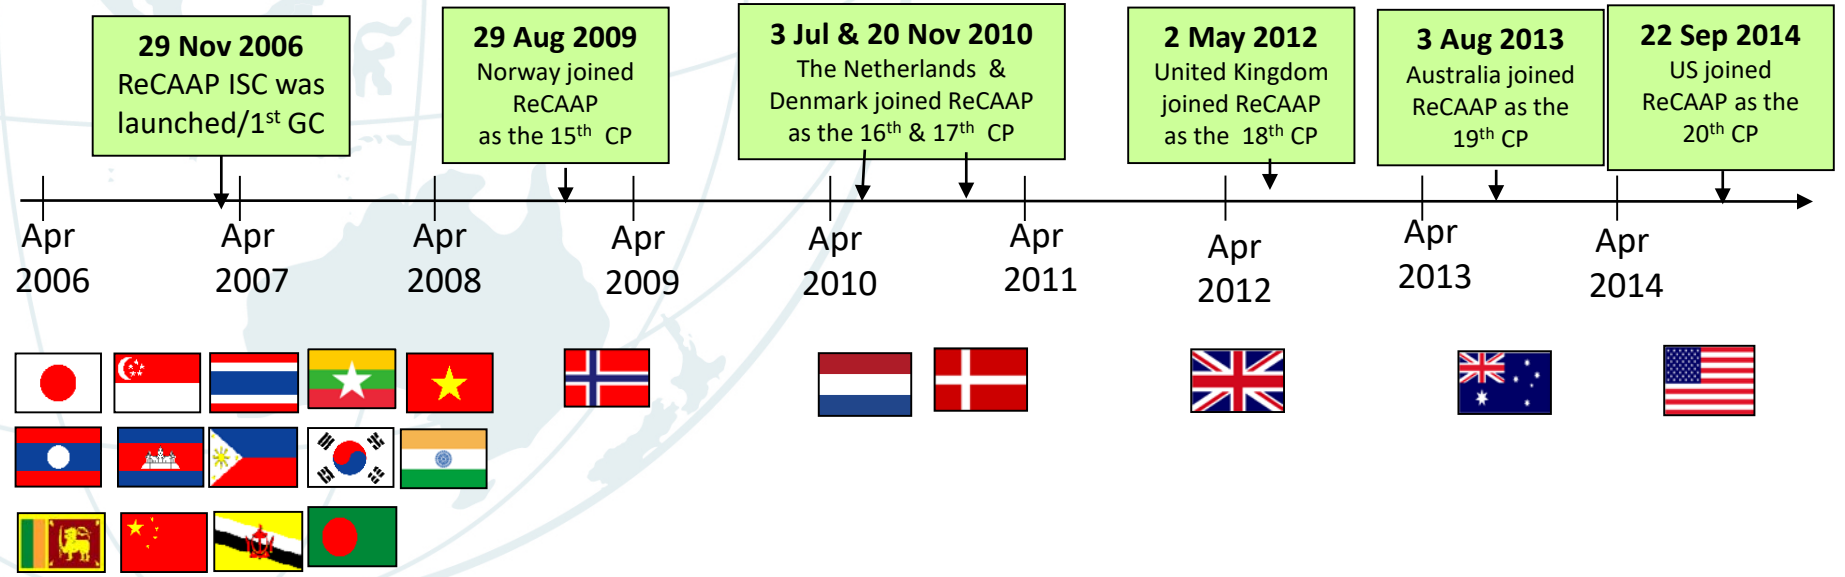 29 Nov 2006
ReCAAP ISC was
launched/1st GC
29 Aug 2009
Norway joined
ReCAAP
as the 15th CP
3 Jul & 20 Nov 2010
The Netherlands &
Denmark joined ReCAAP
as the 16th & 17th CP
2 May 2012
United Kingdom
joined ReCAAP
as the 18th CP
3 Aug 2013
Australia joined
ReCAAP as the
19th CP
22 Sep 2014
US joined
ReCAAP as the
20th CP
Apr
2006
Apr
2007
Apr
2008
Apr
2009
Apr
2010
Apr
2011
Apr
2012
Apr
2013
Apr
2014